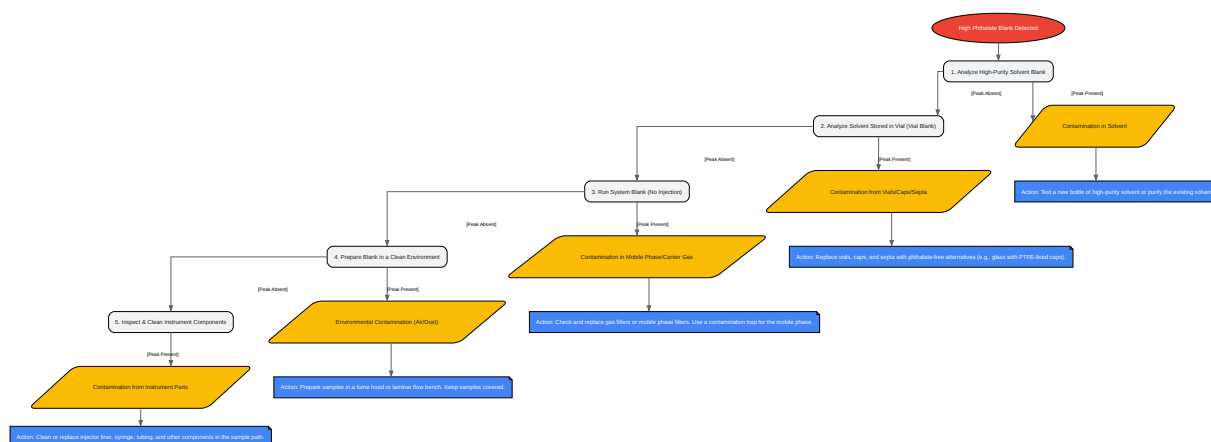 High Phthalate Blank Detected
1. Analyze High-Purity Solvent Blank
[Peak Absent]
[Peak Present]
2. Analyze Solvent Stored in Vial (Vial Blank)
Contamination in Solvent
[Peak Absent]
[Peak Present]
3. Run System Blank (No Injection)
Contamination from Vials/Caps/Septa
Action: Test a new bottle of high-purity solvent or purify the existing solven
[Peak Absent]
[Peak Present]
4. Prepare Blank in a Clean Environment
Contamination in Mobile Phase/Carrier Gas
Action: Replace vials, caps, and septa with phthalate-free alternatives (e.g., glass with PTFE-lined caps).
[Peak Absent]
[Peak Present]
5. Inspect & Clean Instrument Components
Environmental Contamination (Air/Dust)
Action: Check and replace gas filters or mobile phase filters. Use a contamination trap for the mobile phase.
[Peak Present]
Contamination from Instrument Parts
Action: Prepare samples in a fume hood or laminar flow bench. Keep samples covered.
Action: Clean or replace injector liner, syringe, tubing, and other components in the sample path.